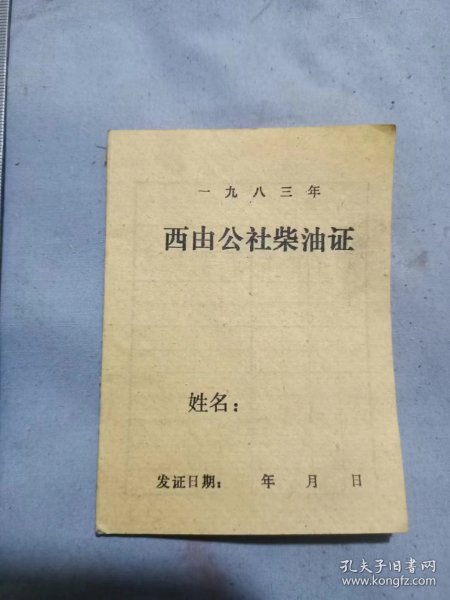 一九八三年
西由公社柴油证
姓名：
发证日期： 年 月 日
孔夫子旧书网
www.kongfz.com